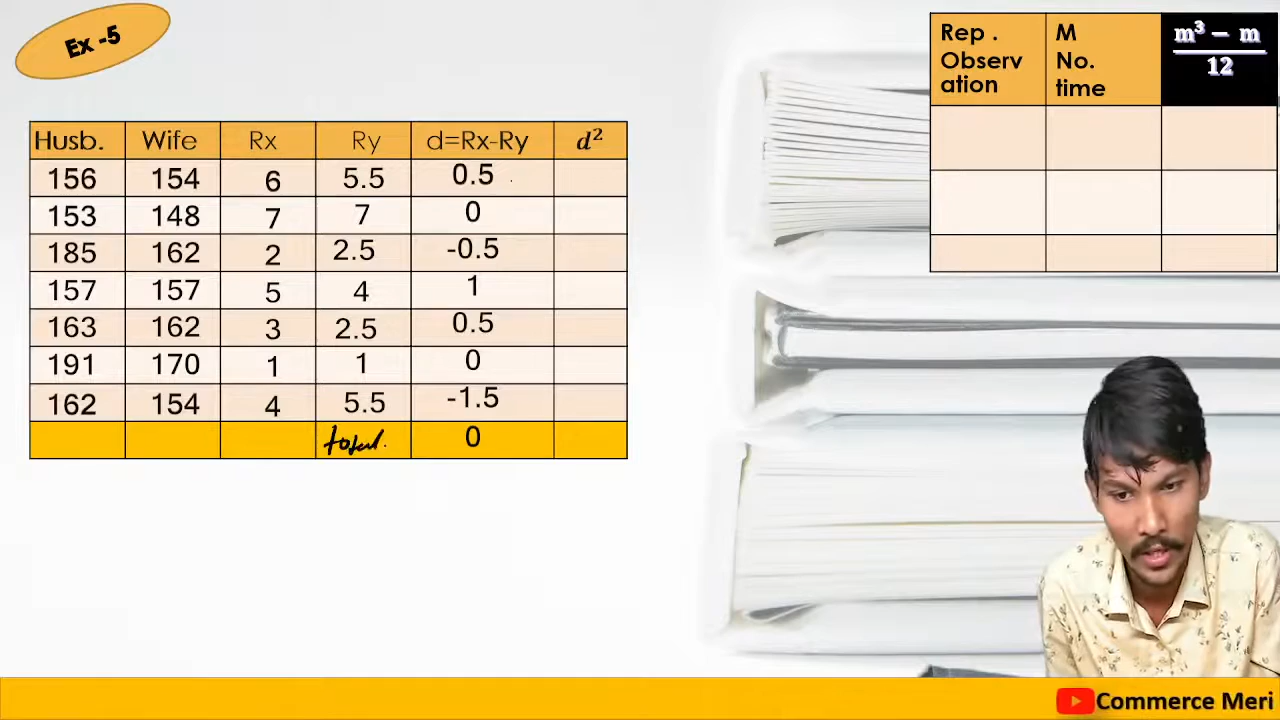 Ex -5
Rep . Observ ation M No. time m³ − m / 12
Husb. Wife Rx Ry d=Rx-Ry d²
156 154 6 5.5 0.5
153 148 7 7 0
185 162 2 2.5 -0.5
157 157 5 4 1
163 162 3 2.5 0.5
191 170 1 1 0
162 154 4 5.5 -1.5
total. 0
Commerce Meri